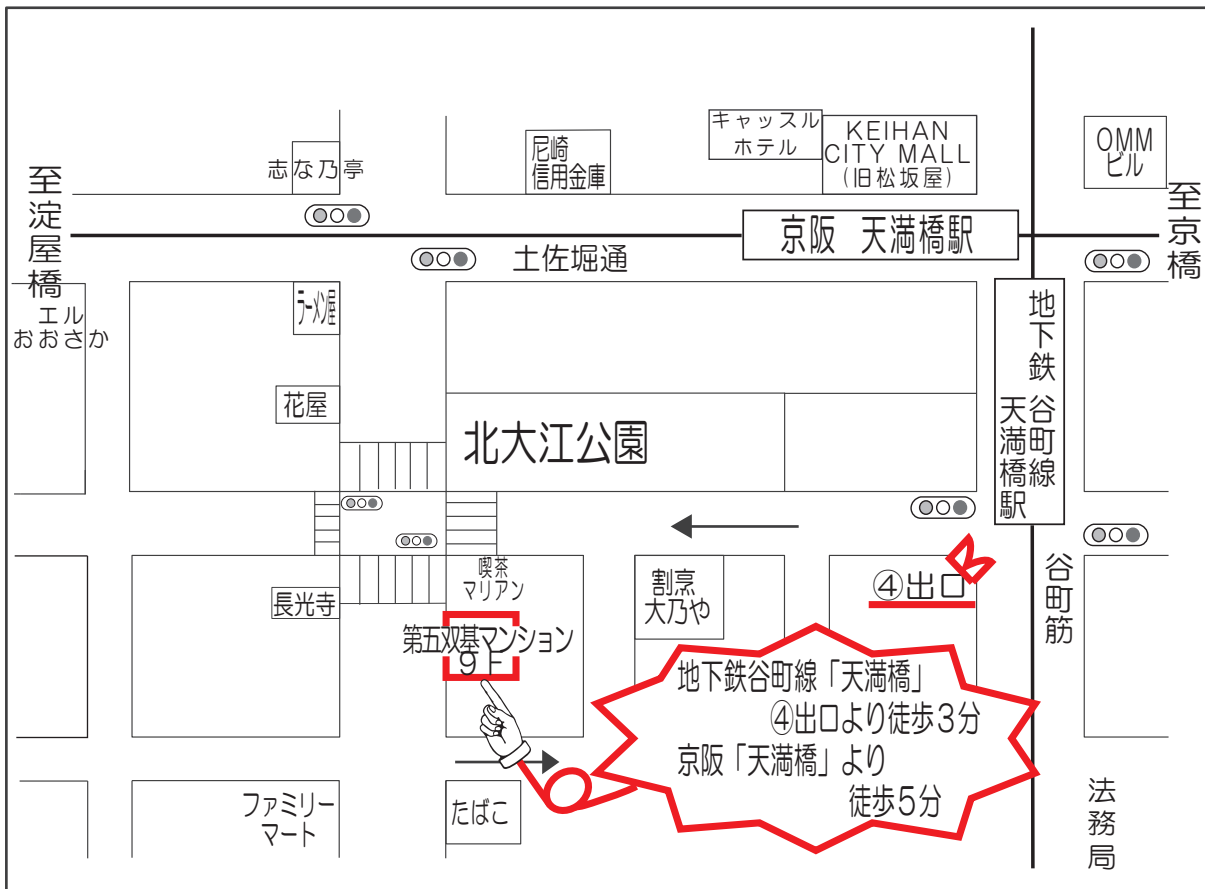 キャッスル
ホテル
KEIHAN
CITY MALL
(旧松坂屋)
OMM
ビル
志な乃亭
尼崎
信用金庫
至淀屋橋
至京橋
京阪 天満橋駅
土佐堀通
エル
おおさか
ラーメン屋
地下鉄 谷町線
天満橋駅
花屋
北大江公園
喫茶
マリアン
割烹
大乃や
④出口
谷町筋
長光寺
第五双基マンション
9F
地下鉄谷町線「天満橋」
④出口より徒歩3分
京阪「天満橋」より
徒歩5分
ファミリー
マート
たばこ
法務局